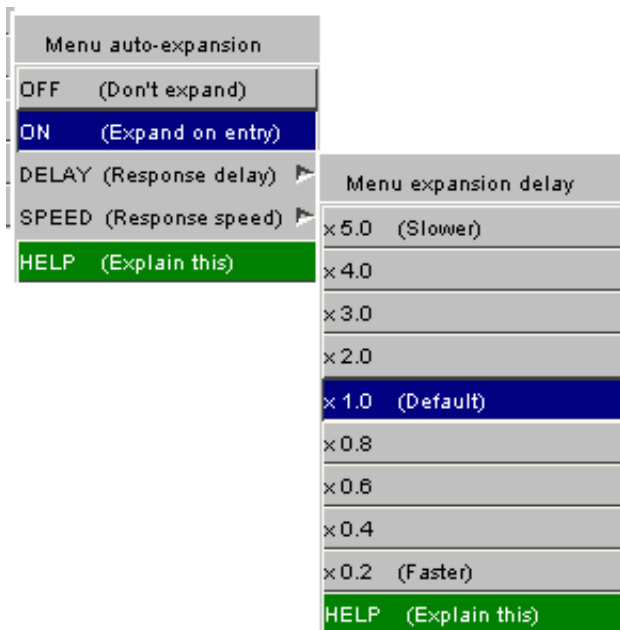 Menu auto-expansion
OFF (Don't expand)
ON (Expand on entry)
DELAY (Response delay)
SPEED (Response speed)
HELP (Explain this)
Menu expansion delay
x 5.0 (Slower)
x 4.0
x 3.0
x 2.0
x 1.0 (Default)
x 0.8
x 0.6
x 0.4
x 0.2 (Faster)
HELP (Explain this)